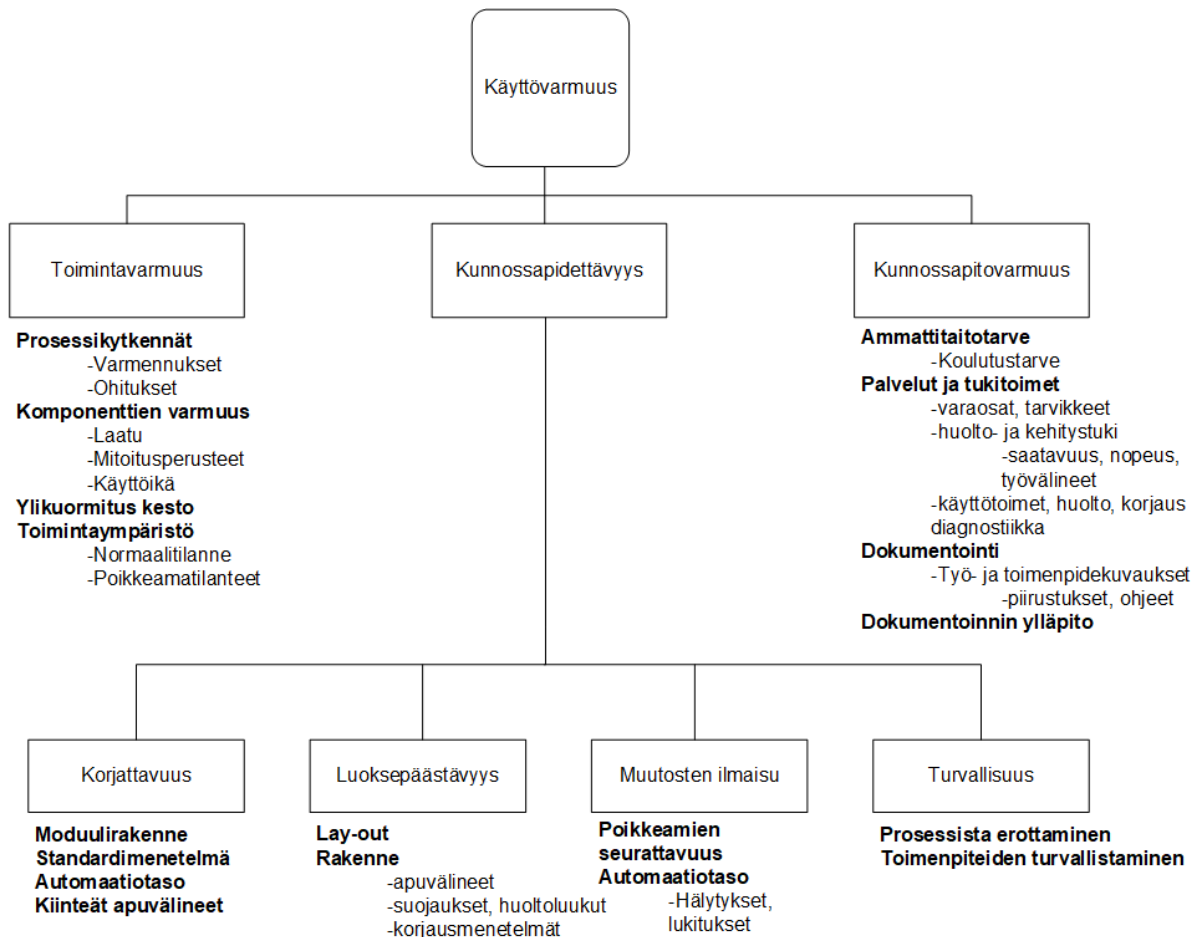 Käyttövarmuus
Toimintavarmuus
Prosessikytkennät
-Varmennukset
-Ohitukset
Komponenttien varmuus
-Laatu
-Mitoitusperusteet
-Käyttöikä
Ylikuormitus kesto
Toimintaympäristö
-Normaalitilanne
-Poikkeamatilanteet
Kunnossapidettävyys
Kunnossapitovarmuus
Ammattitaitotarve
-Koulutustarve
Palvelut ja tukitoimet
-varaosat, tarvikkeet
-huolto- ja kehitystuki
-saatavuus, nopeus,
työvälineet
-käyttötoimet, huolto, korjaus
diagnostiikka
Dokumentointi
-Työ- ja toimenpidekuvaukset
-piirustukset, ohjeet
Dokumentoinnin ylläpito
Korjattavuus
Moduulirakenne
Standardimenetelmä
Automaatiotaso
Kiinteät apuvälineet
Luoksepäästävyys
Lay-out
Rakenne
-apuvälineet
-suojaukset, huoltoluukut
-korjausmenetelmät
Muutosten ilmaisu
Poikkeamien
seurattavuus
Automaatiotaso
-Hälytykset,
lukitukset
Turvallisuus
Prosessista erottaminen
Toimenpiteiden turvallistaminen